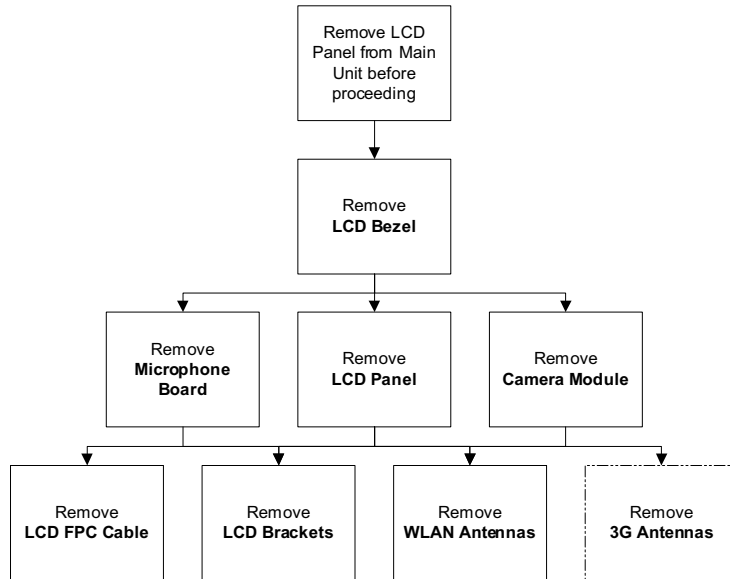 Remove LCD
Panel from Main
Unit before
proceeding
Remove
LCD Bezel
Remove
Microphone
Board
Remove
LCD Panel
Remove
Camera Module
Remove
LCD FPC Cable
Remove
LCD Brackets
Remove
WLAN Antennas
Remove
3G Antennas